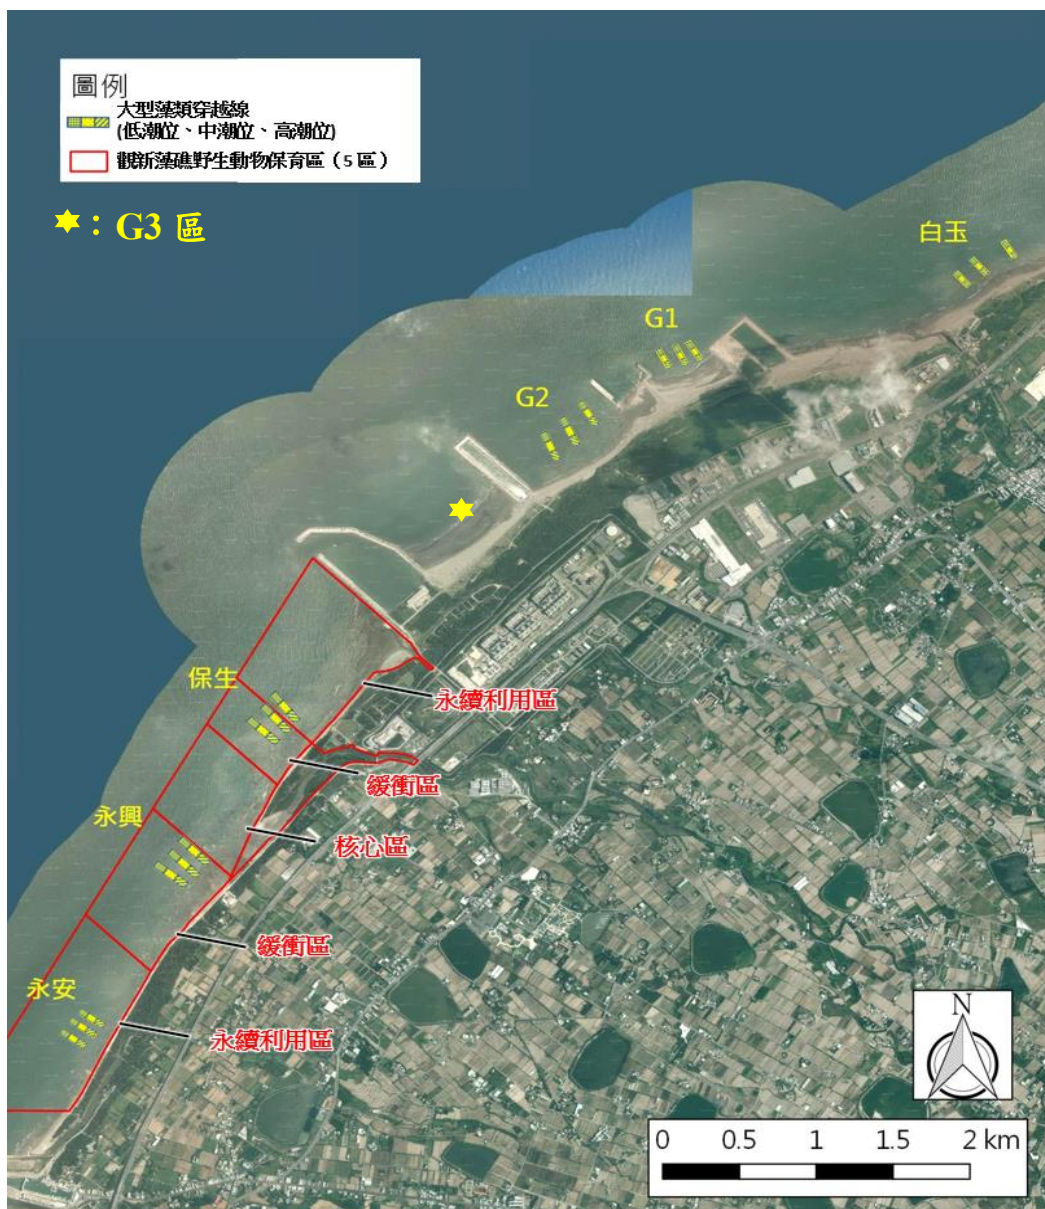 圖例
大型藻類穿越線
(低潮位、中潮位、高潮位)
觀新藻礁野生動物保育區（5區）
：G3 區
白玉
G1
G2
保生
永續利用區
緩衝區
永興
核心區
緩衝區
永安
永續利用區
N
0 0.5 1 1.5 2 km